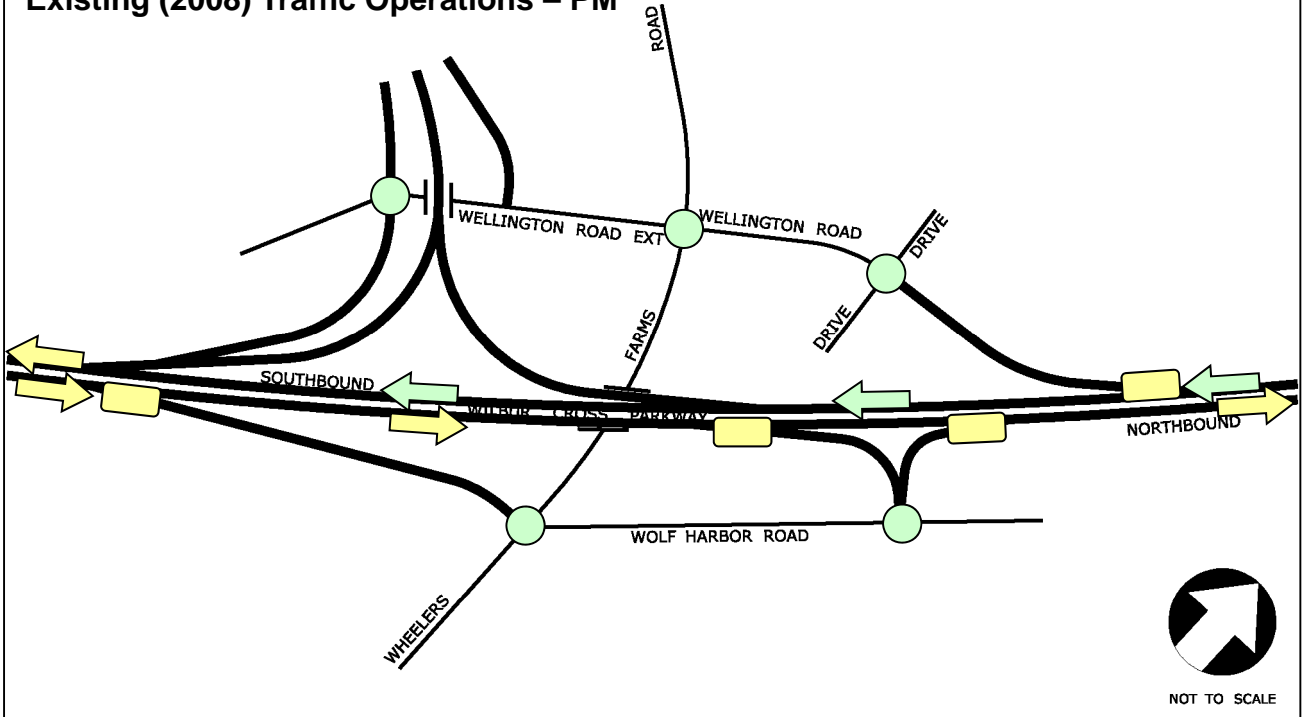 Existing (2008) Traffic Operations – PM
ROAD
WELLINGTON ROAD EXT
WELLINGTON ROAD
DRIVE
DRIVE
FARMS
SOUTHBOUND
WILBUR CROSS PARKWAY
NORTHBOUND
WOLF HARBOR ROAD
WHEELERS
NOT TO SCALE